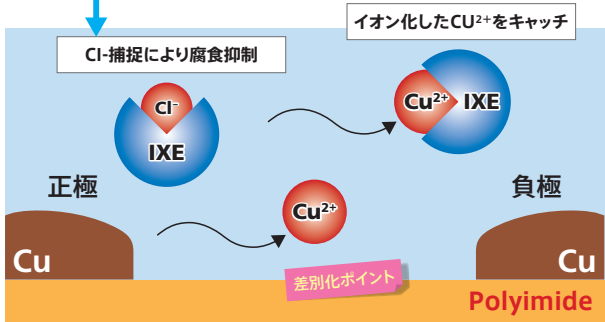 イオン化したCU²⁺をキャッチ
Cl-捕捉により腐食抑制
Cl⁻
IXE
Cu²⁺
IXE
正極
負極
Cu²⁺
Cu
Cu
差別化ポイント
Polyimide